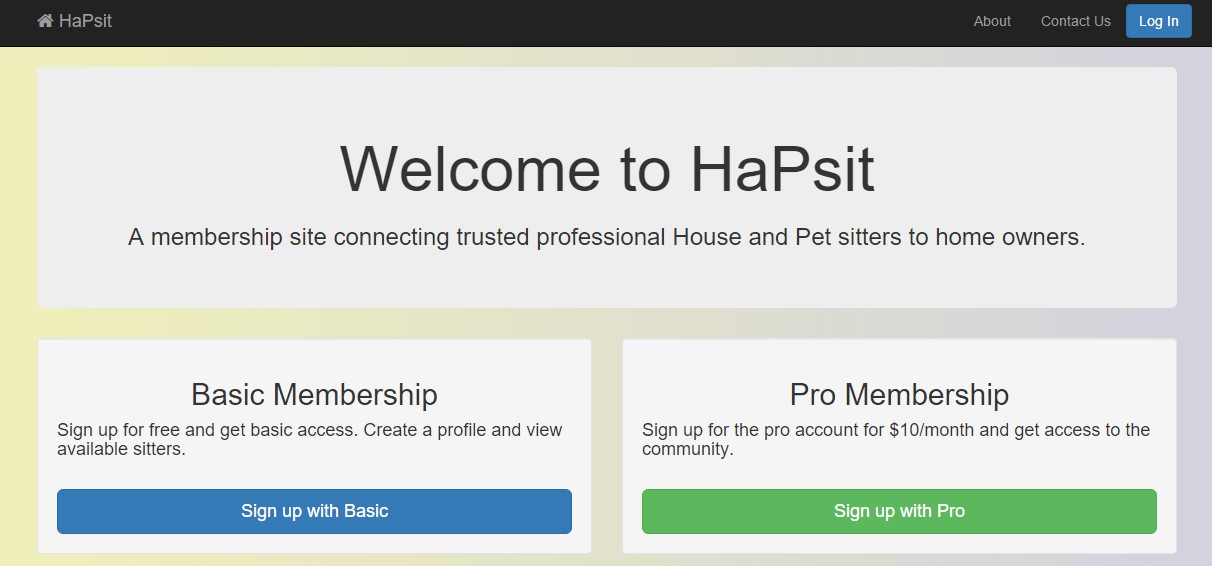 HaPsit
About
Contact Us
Log In
Welcome to HaPsit
A membership site connecting trusted professional House and Pet sitters to home owners.
Basic Membership
Sign up for free and get basic access. Create a profile and view
available sitters.
Sign up with Basic
Pro Membership
Sign up for the pro account for $10/month and get access to the
community.
Sign up with Pro